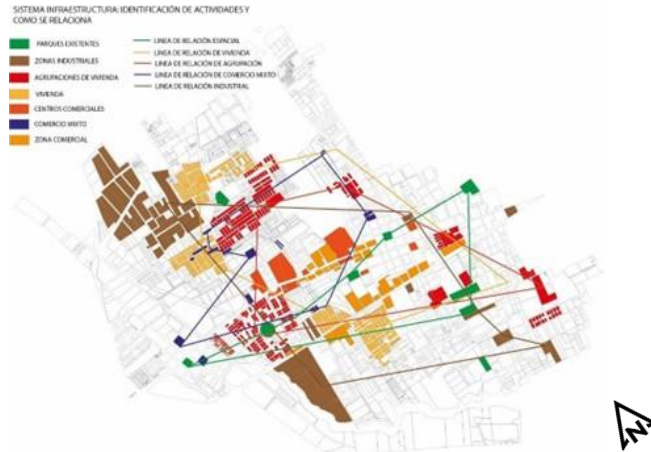 SISTEMA INFRAESTRUCTURA: IDENTIFICACIÓN DE ACTIVIDADES Y
COMO SE RELACIONA
PARQUES EXISTENTES
ZONAS INDUSTRIALES
AGRUPACIONES DE VIVIENDA
VIVIENDA
CENTROS COMERCIALES
COMERCIO MIXTO
ZONA COMERCIAL
LINEA DE RELACIÓN ESPACIAL
LINEA DE RELACIÓN DE VIVIENDA
LINEA DE RELACIÓN DE AGRUPACIÓN
LINEA DE RELACIÓN DE COMERCIO MIXTO
LINEA DE RELACIÓN INDUSTRIAL
N